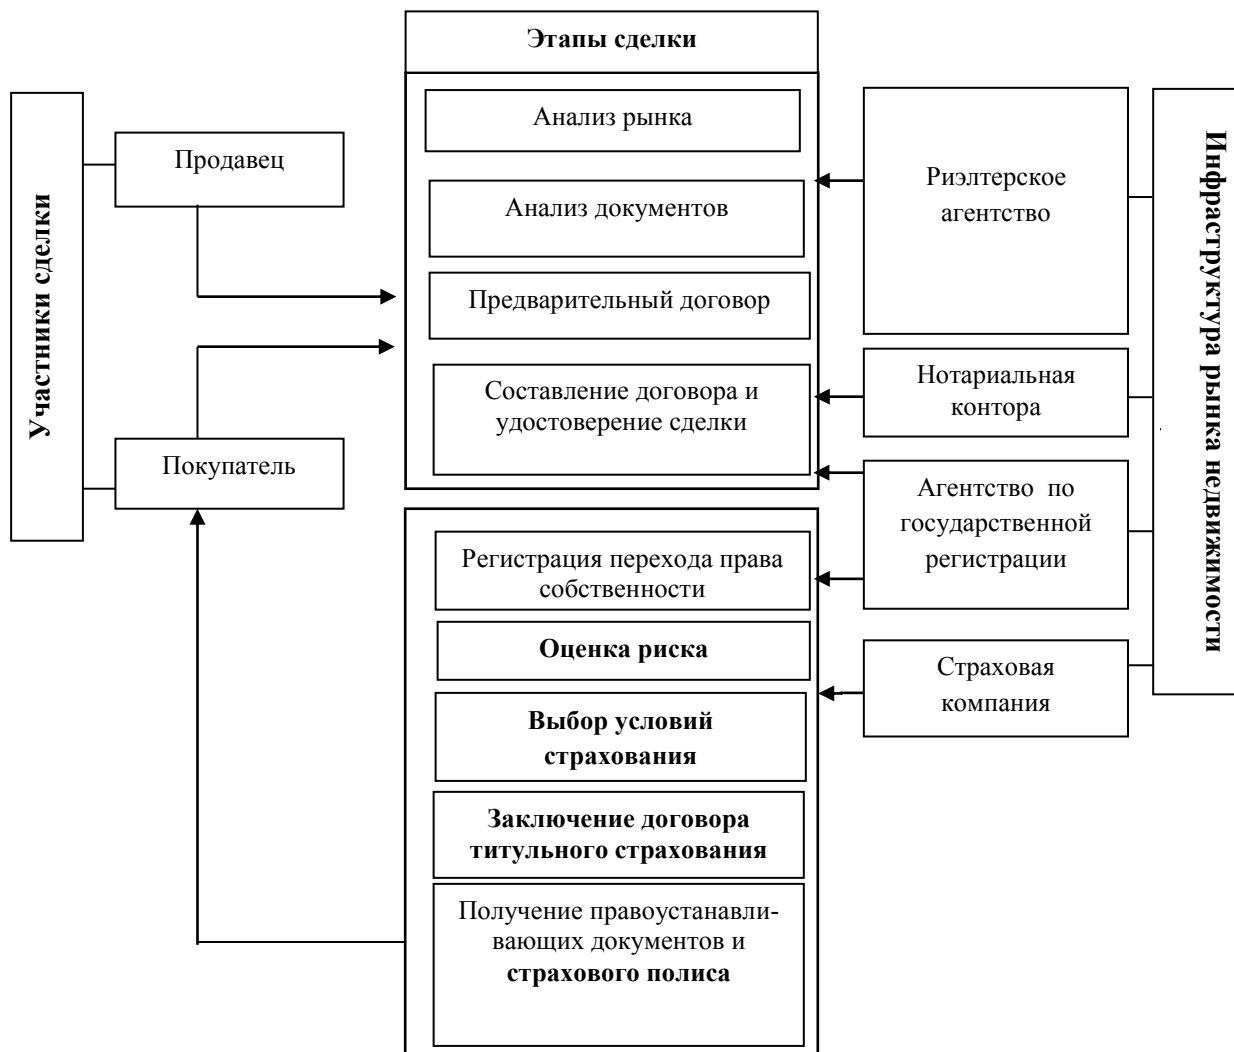 Этапы сделки
Участники сделки
Продавец
Покупатель
Анализ рынка
Анализ документов
Предварительный договор
Составление договора и
удостоверение сделки
Регистрация перехода права
собственности
Оценка риска
Выбор условий
страхования
Заключение договора
титульного страхования
Получение правоустанавли-
вающих документов и
страхового полиса
Риэлтерское
агентство
Нотариальная
контора
Агентство по
государственной
регистрации
Страховая
компания
Инфраструктура рынка недвижимости